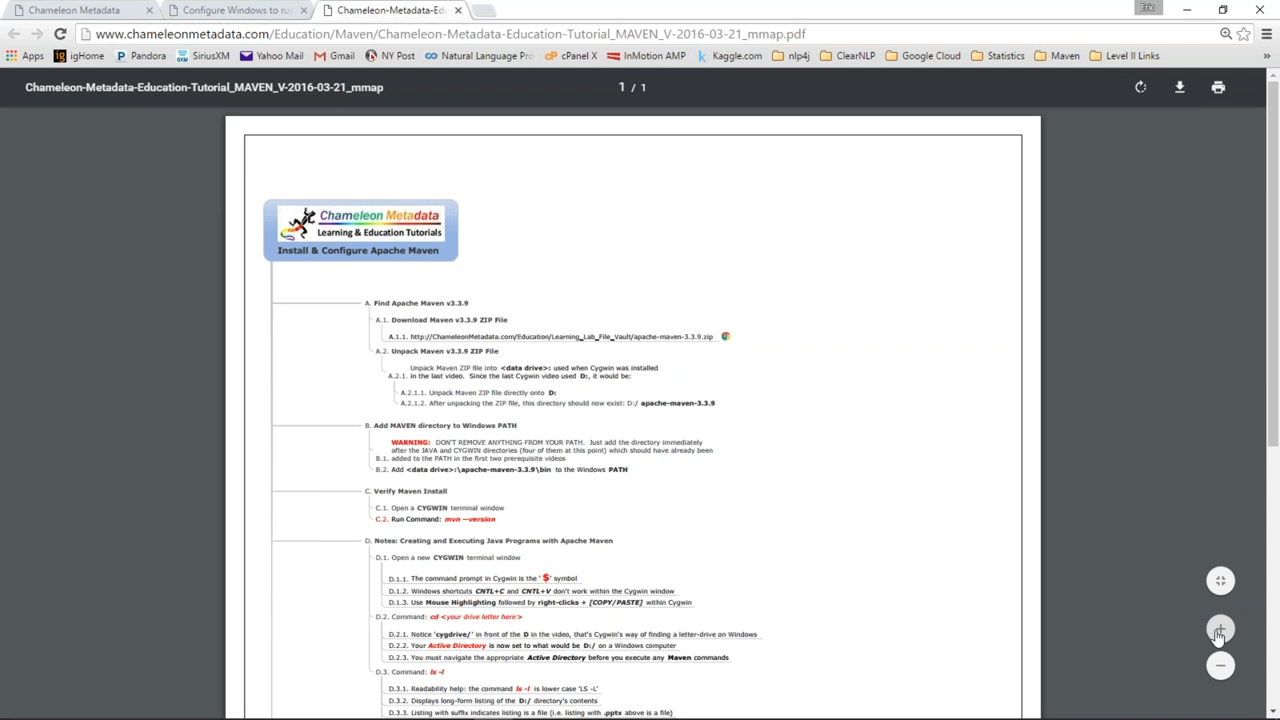 Chameleon Metadata
Configure Windows to run
Chameleon-Metadata-Ed
www.chameleonmetadata.com/Education/Maven/Chameleon-Metadata-Education-Tutorial_MAVEN_V-2016-03-21_mmap.pdf
Apps igHome Pandora SiriusXM Yahoo Mail Gmail NY Post Natural Language Pro cPanel X InMotion AMP Kaggle.com nlp4j ClearNLP Google Cloud Statistics Maven Level II Links »
Chameleon-Metadata-Education-Tutorial_MAVEN_V-2016-03-21_mmap
1 / 1
Chameleon Metadata
Learning & Education Tutorials
Install & Configure Apache Maven
A. Find Apache Maven v3.3.9
A.1. Download Maven v3.3.9 ZIP File
A.1.1. http://ChameleonMetadata.com/Education/Learning_Lab_File_Vault/apache-maven-3.3.9.zip
A.2. Unpack Maven v3.3.9 ZIP File
Unpack Maven ZIP file into <data drive>: used when Cygwin was installed
A.2.1. in the last video. Since the last Cygwin video used D:, it would be:
A.2.1.1. Unpack Maven ZIP file directly onto D:
A.2.1.2. After unpacking the ZIP file, this directory should now exist: D:/ apache-maven-3.3.9
B. Add MAVEN directory to Windows PATH
WARNING: DON'T REMOVE ANYTHING FROM YOUR PATH. Just add the directory immediately
after the JAVA and CYGWIN directories (four of them at this point) which should have already been
B.1. added to the PATH in the first two prerequisite videos
B.2. Add <data drive>:\apache-maven-3.3.9\bin to the Windows PATH
C. Verify Maven Install
C.1. Open a CYGWIN terminal window
C.2. Run Command: mvn --version
D. Notes: Creating and Executing Java Programs with Apache Maven
D.1. Open a new CYGWIN terminal window
D.1.1. The command prompt in Cygwin is the '$' symbol
D.1.2. Windows shortcuts CNTL+C and CNTL+V don't work within the Cygwin window
D.1.3. Use Mouse Highlighting followed by right-clicks + [COPY/PASTE] within Cygwin
D.2. Command: cd <your drive letter here>
D.2.1. Notice 'cygdrive/' in front of the D in the video, that's Cygwin's way of finding a letter-drive on Windows
D.2.2. Your Active Directory is now set to what would be D:/ on a Windows computer
D.2.3. You must navigate the appropriate Active Directory before you execute any Maven commands
D.3. Command: ls -l
D.3.1. Readability help: the command ls -l is lower case 'LS -L'
D.3.2. Displays long-form listing of the D:/ directory's contents
D.3.3. Listing with suffix indicates listing is a file (i.e. listing with .pptx above is a file)